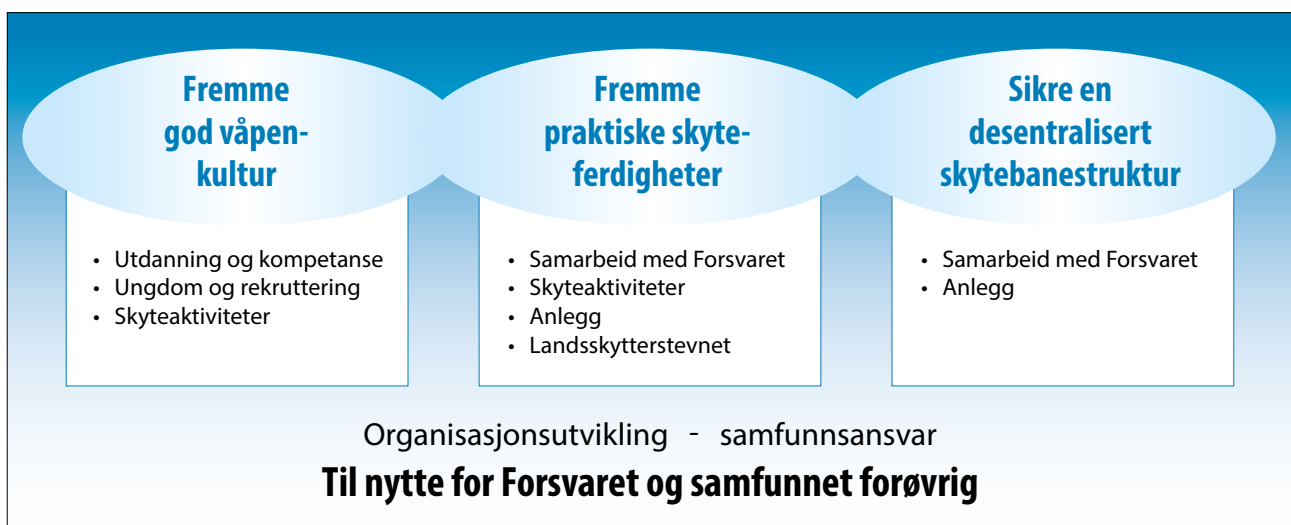 Fremme
god våpen-
kultur
• Utdanning og kompetanse
• Ungdom og rekruttering
• Skyteaktiviteter
Fremme
praktiske skyte-
ferdigheter
• Samarbeid med Forsvaret
• Skyteaktiviteter
• Anlegg
• Landsskytterstevnet
Sikre en
desentralisert
skytebanestruktur
• Samarbeid med Forsvaret
• Anlegg
Organisasjonsutvikling - samfunnsansvar
Til nytte for Forsvaret og samfunnet forøvrig